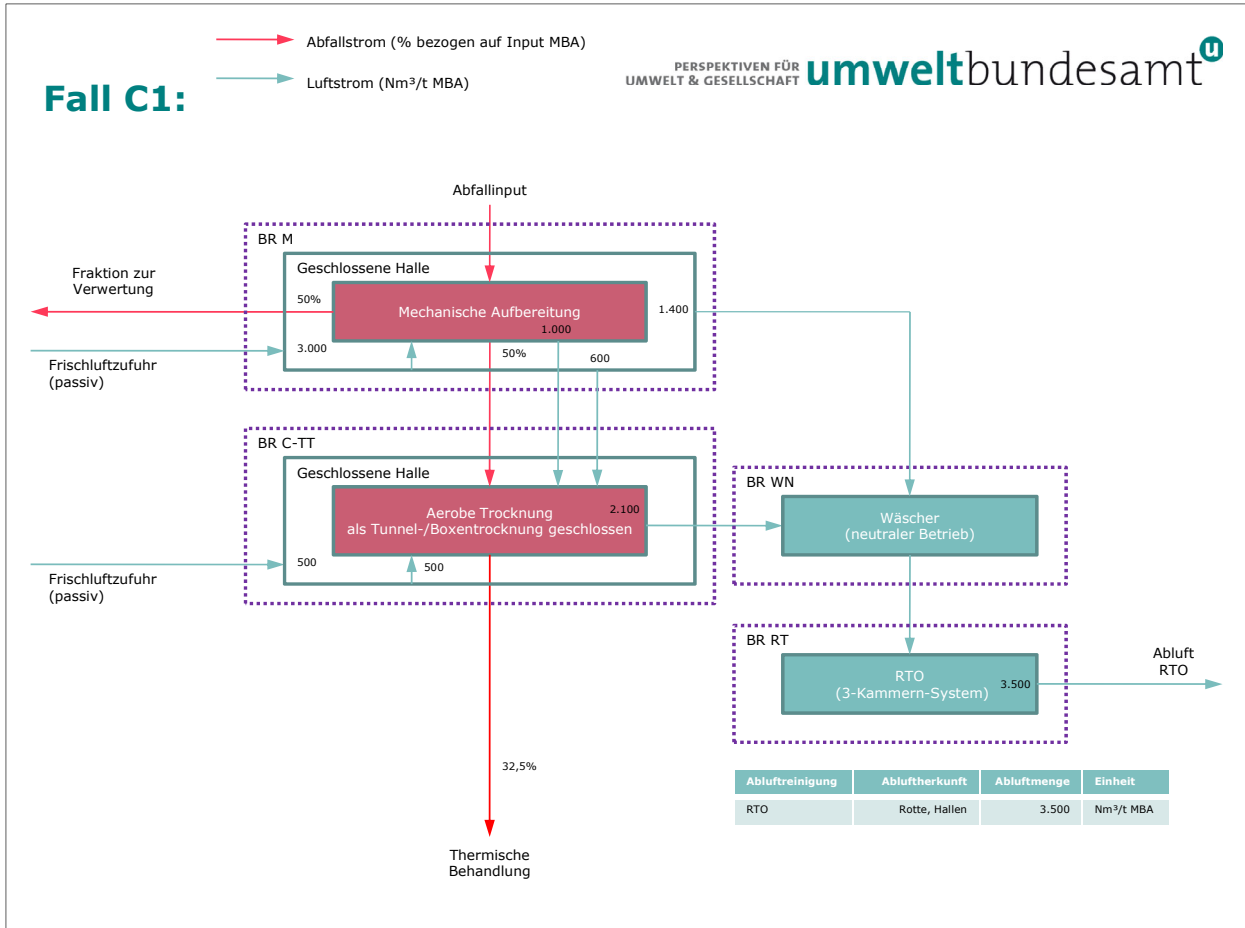 Abfallstrom (% bezogen auf Input MBA)
Luftstrom (Nm³/t MBA)
PERSPEKTIVEN FÜR
UMWELT & GESELLSCHAFT
umweltbundesamt
u
Fall C1:
Abfallinput
BR M
Geschlossene Halle
Fraktion zur
Verwertung
50%
Mechanische Aufbereitung
1.000
1.400
3.000
50%
600
Frischluftzufuhr
(passiv)
BR C-TT
Geschlossene Halle
Aerobe Trocknung
als Tunnel-/Boxentrocknung geschlossen
2.100
500
500
Frischluftzufuhr
(passiv)
BR WN
Wäscher
(neutraler Betrieb)
BR RT
RTO
(3-Kammern-System)
3.500
Abluft
RTO
32,5%
Thermische
Behandlung
Abluftreinigung Abluftherkunft Abluftmenge Einheit
RTO Rotte, Hallen 3.500 Nm³/t MBA